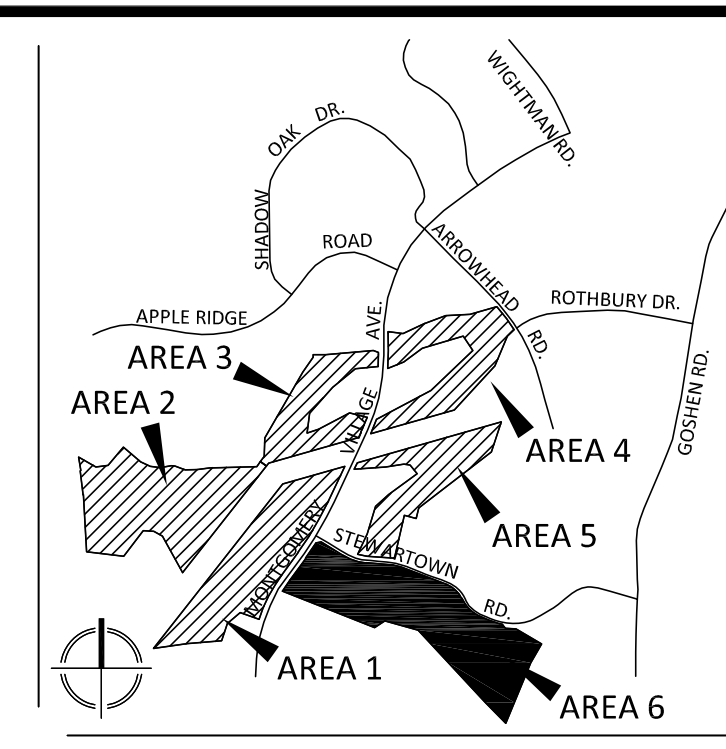 WIGHTMAN RD.
OAK DR.
SHADOW
ROAD
ARROWHEAD
RD.
ROTHBURY DR.
APPLE RIDGE
AVE.
VILLAGE
MONTGOMERY
GOSHEN RD.
AREA 3
AREA 2
AREA 4
AREA 5
STEWARTOWN
RD.
AREA 1
AREA 6